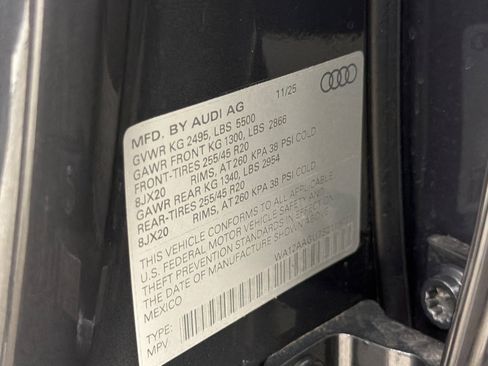 MFD. BY AUDI AG 11/25
GVWR KG 2495, LBS 5500
GAWR FRONT KG 1300, LBS 2866
FRONT-TIRES 255/45 R20
8JX20 RIMS, AT 260 KPA 38 PSI COLD
GAWR REAR KG 1340, LBS 2954
REAR-TIRES 255/45 R20
8JX20 RIMS, AT 260 KPA 38 PSI COLD
THIS VEHICLE CONFORMS TO ALL APPLICABLE
U.S. FEDERAL MOTOR VEHICLE SAFETY AND
THEFT PREVENTION STANDARDS IN EFFECT ON
THE DATE OF MANUFACTURE SHOWN ABOVE.
MEXICO
TYPE:
MPV